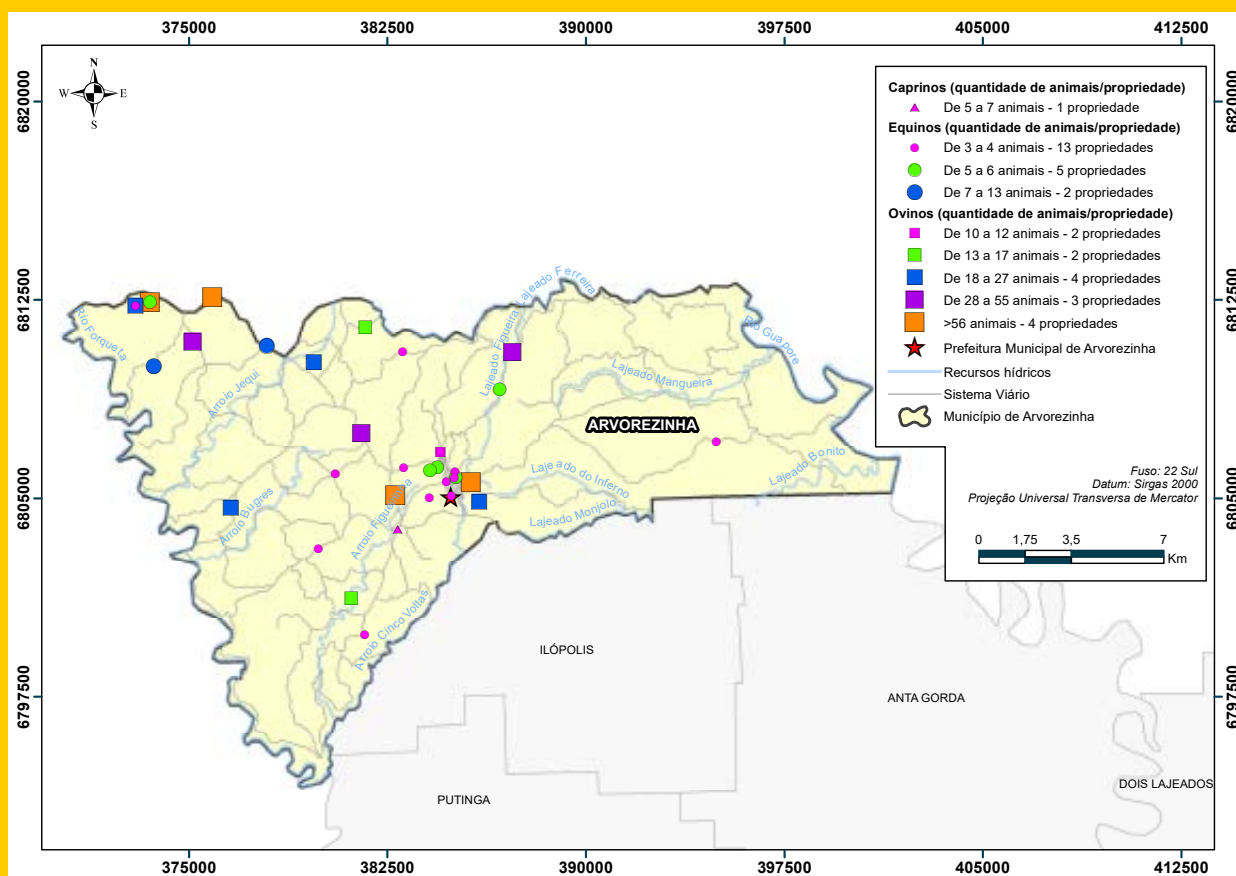 375000 382500 390000 397500 405000 412500
N
W E
S
6820000
6812500
6805000
6797500
6820000
6812500
6805000
6797500
Caprinos (quantidade de animais/propriedade)
De 5 a 7 animais - 1 propriedade
Equinos (quantidade de animais/propriedade)
De 3 a 4 animais - 13 propriedades
De 5 a 6 animais - 5 propriedades
De 7 a 13 animais - 2 propriedades
Ovinos (quantidade de animais/propriedade)
De 10 a 12 animais - 2 propriedades
De 13 a 17 animais - 2 propriedades
De 18 a 27 animais - 4 propriedades
De 28 a 55 animais - 3 propriedades
>56 animais - 4 propriedades
Prefeitura Municipal de Arvorezinha
Recursos hídricos
Sistema Viário
Município de Arvorezinha
Fuso: 22 Sul
Datum: Sirgas 2000
Projeção Universal Transversa de Mercator
0 1,75 3,5 7
Km
Rio Forqueta
Arroio Jequi
Lajeado Figueira
Lajeado Ferreira
Rio Guapore
Lajeado Mangueira
ARVOREZINHA
Lajeado Bonito
Lajeado do Inferno
Lajeado Monjolo
Arroio Bugres
Arroio Figueira
Arroio Cinco Voltas
ILÓPOLIS
ANTA GORDA
PUTINGA
DOIS LAJEADOS
375000 382500 390000 397500 405000 412500